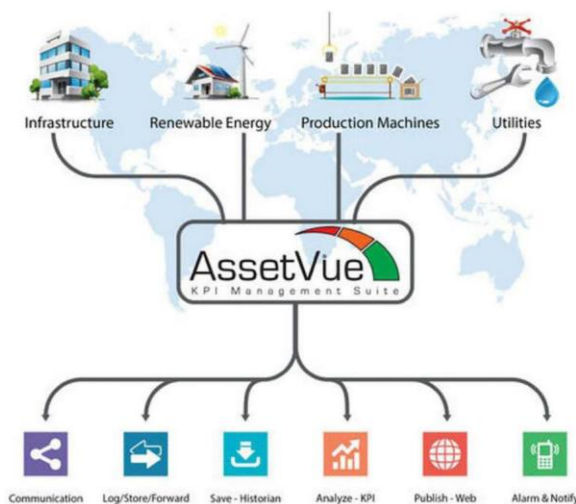 Infrastructure
Renewable Energy
Production Machines
Utilities
AssetVue
KPI Management Suite
Communication
Log/Store/Forward
Save - Historian
Analyze - KPI
Publish - Web
Alarm & Notify